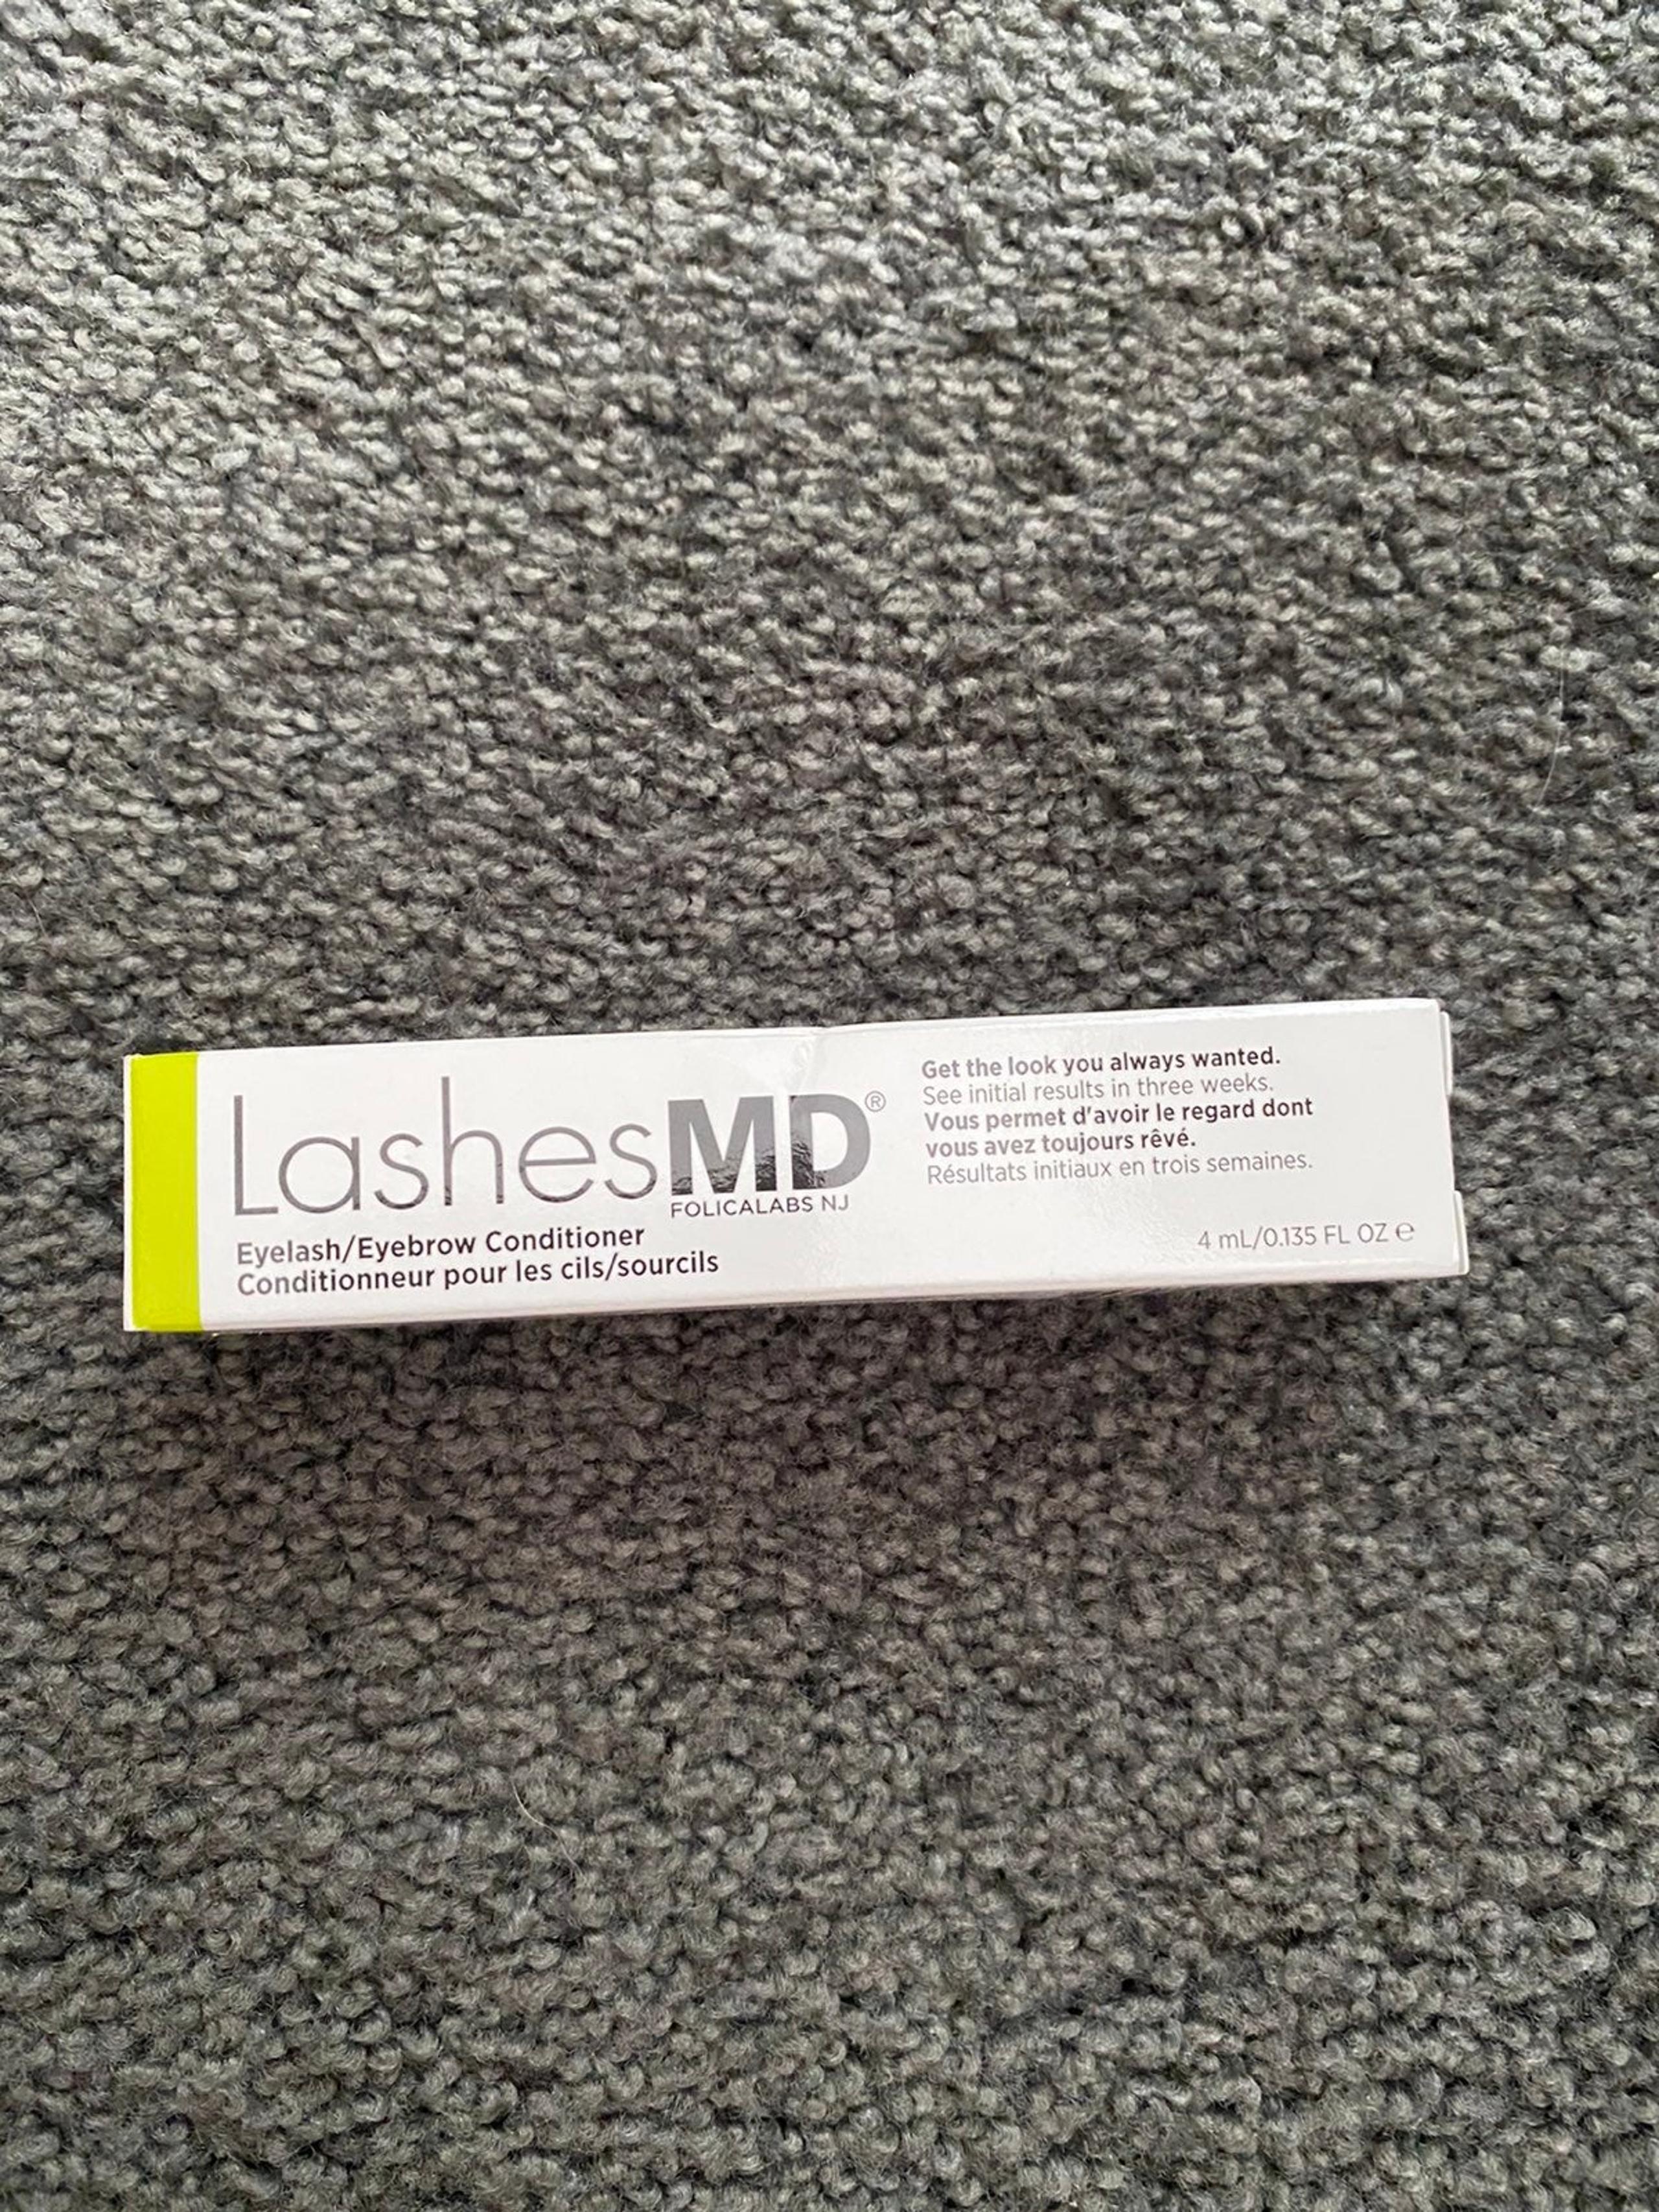 LashesMD®
FOLICALABS NJ
Eyelash/Eyebrow Conditioner
Conditionneur pour les cils/sourcils
Get the look you always wanted.
See initial results in three weeks.
Vous permet d'avoir le regard dont
vous avez toujours rêvé.
Résultats initiaux en trois semaines.
4 mL/0.135 FL OZ ℮